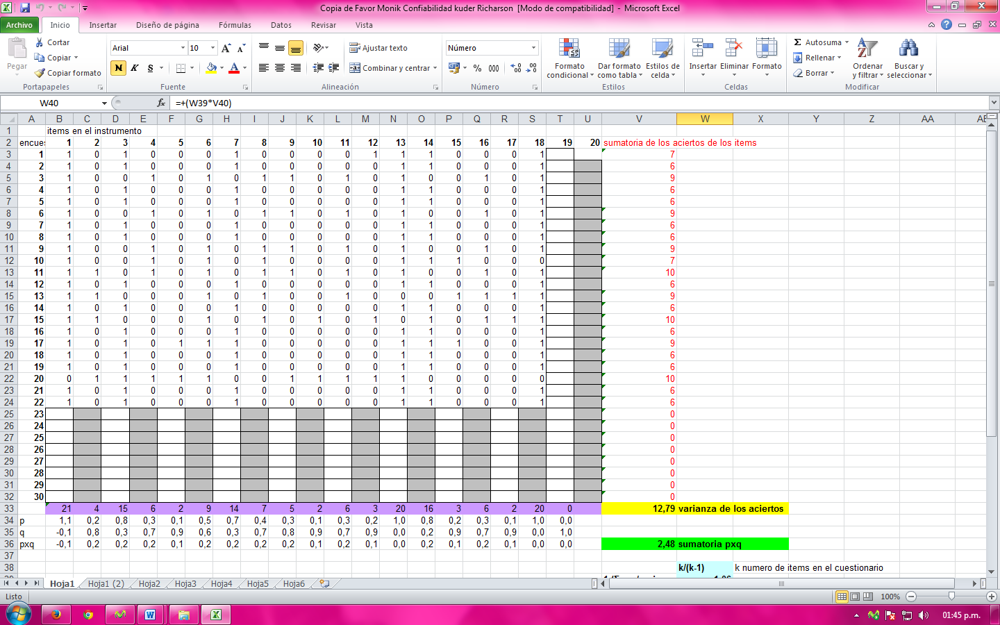 Copia de Favor Monik Confiabilidad kuder Richarson [Modo de compatibilidad] - Microsoft Excel
Archivo Inicio Insertar Diseño de página Fórmulas Datos Revisar Vista
Pegar Cortar Copiar Copiar formato
Arial 10 N K S
Ajustar texto
Combinar y centrar
Número
% 000
Formato condicional Dar formato como tabla Estilos de celda
Insertar Eliminar Formato
Autosuma Rellenar Borrar
Ordenar y filtrar Buscar y seleccionar
Portapapeles Fuente Alineación Número Estilos Celdas Modificar
W40 fx =+(W39*V40)
A B C D E F G H I J K L M N O P Q R S T U V W X Y Z AA AE
1 items en el instrumento
2 encues 1 2 3 4 5 6 7 8 9 10 11 12 13 14 15 16 17 18 19 20 sumatoria de los aciertos de los items
3 1 1 0 1 0 0 0 1 0 0 0 0 1 1 1 0 0 0 1 7
4 2 1 0 1 0 0 0 1 0 0 0 0 0 1 1 0 0 0 1 6
5 3 1 0 0 1 0 1 0 1 1 0 1 0 1 0 0 1 0 1 9
6 4 1 0 1 0 0 0 1 0 0 0 0 0 1 1 0 0 0 1 6
7 5 1 0 1 0 0 0 1 0 0 0 0 0 1 1 0 0 0 1 6
8 6 1 0 0 1 0 1 0 1 1 0 1 0 1 0 0 1 0 1 9
9 7 1 0 1 0 0 0 1 0 0 0 0 0 1 1 0 0 0 1 6
10 8 1 0 1 0 0 0 1 0 0 0 0 0 1 1 0 0 0 1 6
11 9 1 0 0 1 0 1 0 1 1 0 1 0 1 0 0 1 0 1 9
12 10 1 0 0 1 0 1 0 1 0 0 0 0 1 1 1 0 0 0 7
13 11 1 1 0 1 0 1 0 1 1 0 1 0 1 0 0 1 0 1 10
14 12 1 0 1 0 0 0 1 0 0 0 0 0 1 1 0 0 0 1 6
15 13 1 1 0 0 0 1 0 1 0 0 1 0 0 0 1 1 1 1 9
16 14 1 0 1 0 0 0 1 0 0 0 0 0 1 1 0 0 0 1 6
17 15 1 1 0 0 0 1 0 1 0 1 0 1 0 1 0 1 1 1 10
18 16 1 0 1 0 0 0 1 0 0 0 0 0 1 1 0 0 0 1 6
19 17 1 0 1 0 1 1 1 0 0 0 0 0 1 1 1 0 0 1 9
20 18 1 0 1 0 0 0 1 0 0 0 0 0 1 1 0 0 0 1 6
21 19 1 0 1 0 0 0 1 0 0 0 0 0 1 1 0 0 0 1 6
22 20 0 1 1 1 1 1 0 0 1 1 1 1 1 0 0 0 0 0 10
23 21 1 0 1 0 0 0 1 0 0 0 0 0 1 1 0 0 0 1 6
24 22 1 0 1 0 0 0 1 0 0 0 0 0 1 1 0 0 0 1 6
25 23 0
26 24 0
27 25 0
28 26 0
29 27 0
30 28 0
31 29 0
32 30 0
33 21 4 15 6 2 9 14 7 5 2 6 3 20 16 3 6 2 20 0 12,79 varianza de los aciertos
34 p 1,1 0,2 0,8 0,3 0,1 0,5 0,7 0,4 0,3 0,1 0,3 0,2 1,0 0,8 0,2 0,3 0,1 1,0 0,0
35 q -0,1 0,8 0,3 0,7 0,9 0,6 0,3 0,7 0,8 0,9 0,7 0,9 0,0 0,2 0,9 0,7 0,9 0,0 1,0
36 pxq -0,1 0,2 0,2 0,2 0,1 0,2 0,2 0,2 0,2 0,1 0,2 0,1 0,0 0,2 0,1 0,2 0,1 0,0 0,0 2,48 sumatoria pxq
37
38 k/(k-1) k numero de items en el cuestionario
Hoja1 Hoja1 (2) Hoja2 Hoja3 Hoja4 Hoja5 Hoja6
Listo 100%
01:45 p.m.